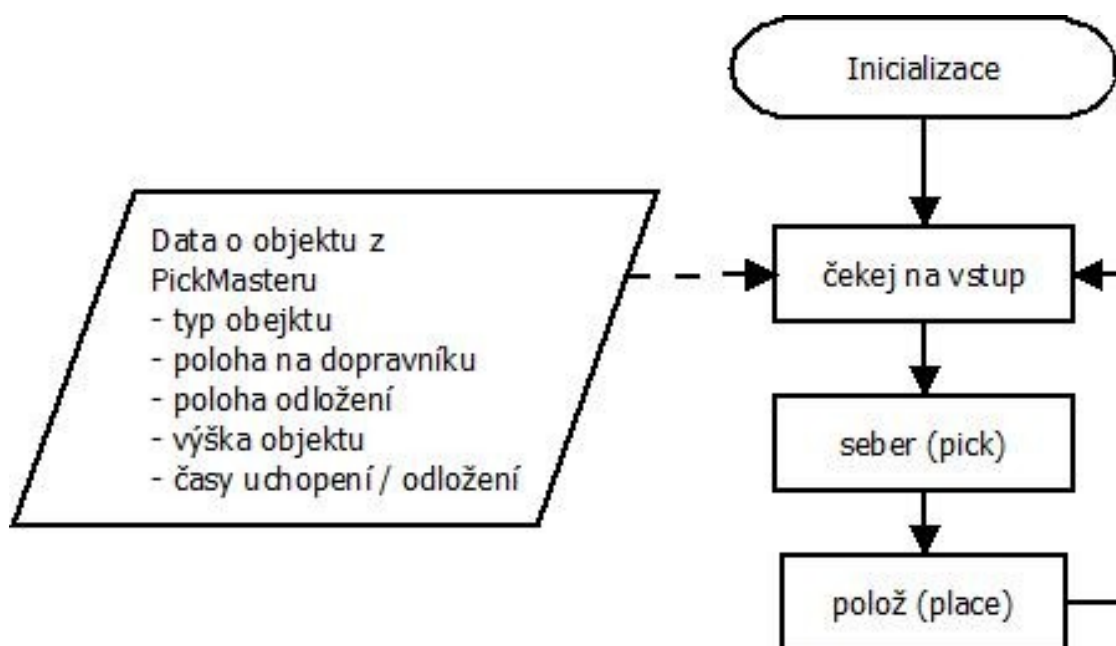 Inicializace
Data o objektu z
PickMasteru
- typ obejktu
- poloha na dopravníku
- poloha odložení
- výška objektu
- časy uchopení / odložení
čekej na vstup
seber (pick)
polož (place)